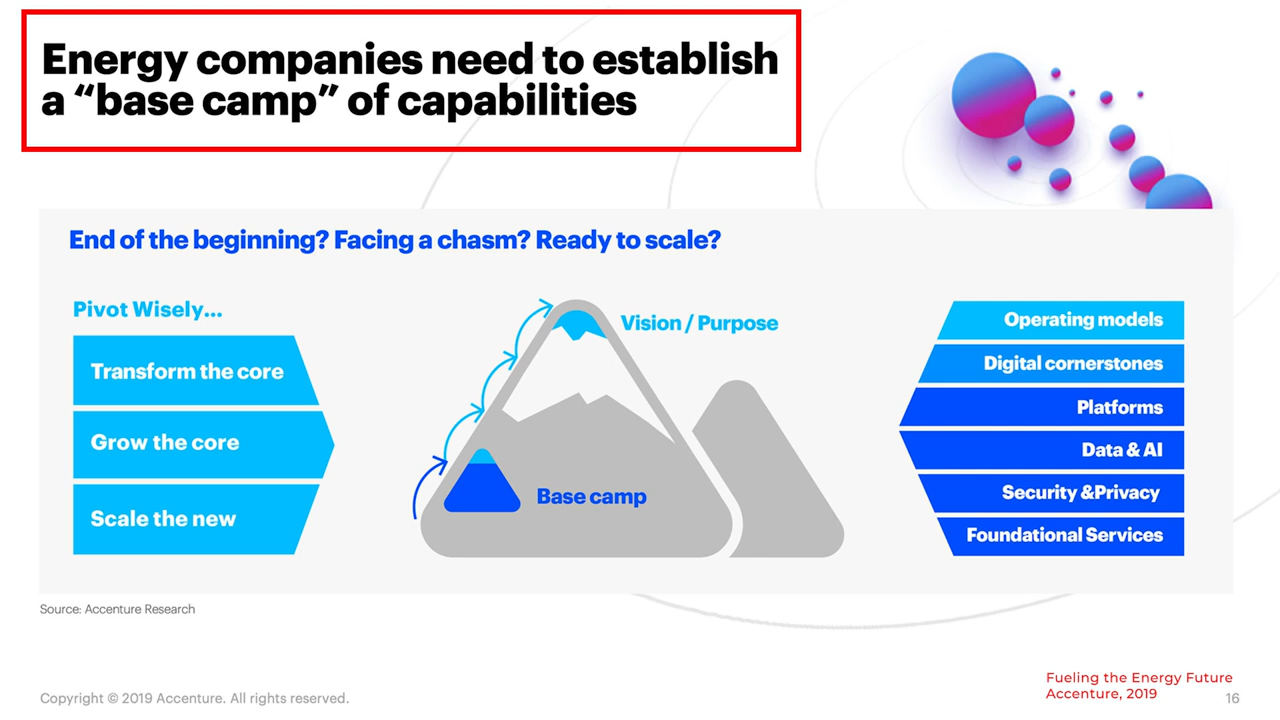 Energy companies need to establish
a “base camp” of capabilities
End of the beginning? Facing a chasm? Ready to scale?
Pivot Wisely...
Transform the core
Grow the core
Scale the new
Vision / Purpose
Base camp
Operating models
Digital cornerstones
Platforms
Data & AI
Security &Privacy
Foundational Services
Source: Accenture Research
Copyright © 2019 Accenture. All rights reserved.
Fueling the Energy Future
Accenture, 2019
16